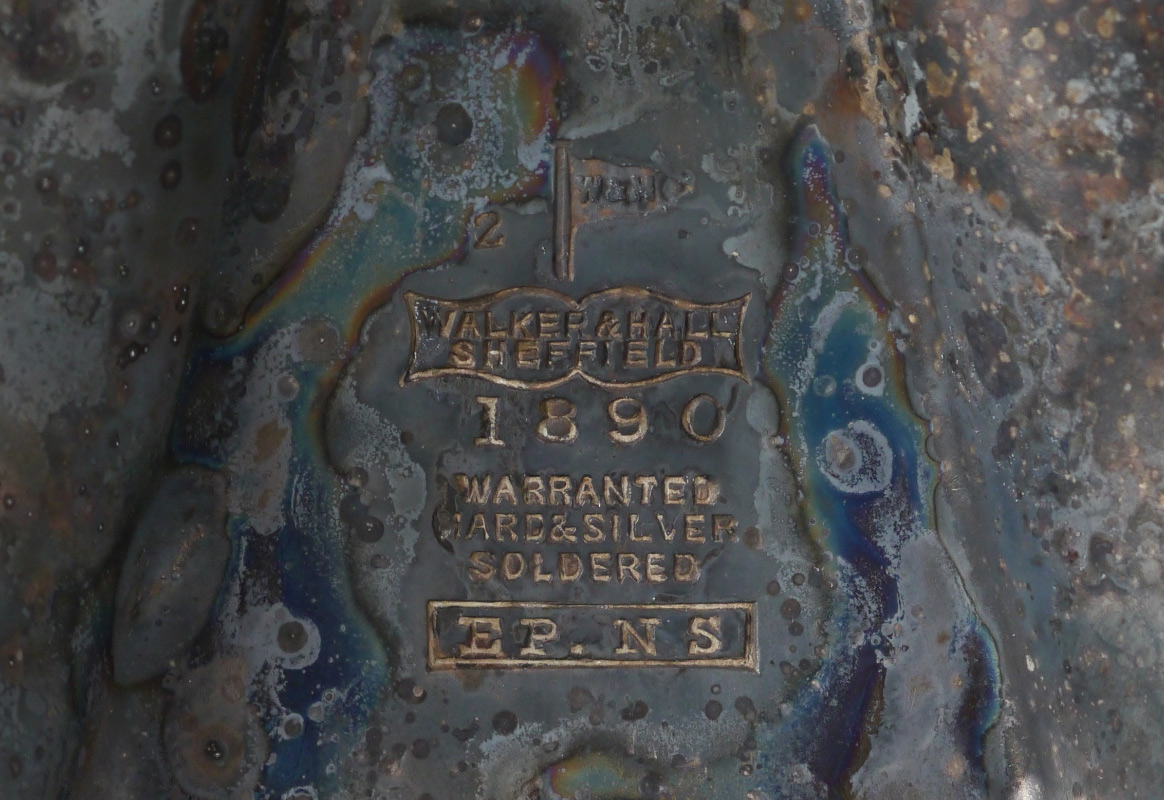 W&H
2
WALKER&HALL
SHEFFIELD
1890
WARRANTED
HARD&SILVER
SOLDERED
EP.NS